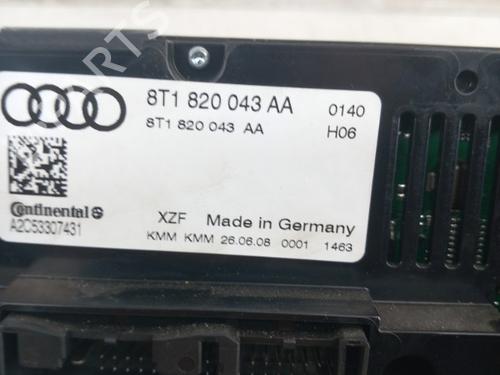 8T1 820 043 AA 0140
8T1 820 043 AA H06
Continental
A2C53307431
XZF Made in Germany
KMM KMM 26.06.08 0001 1463